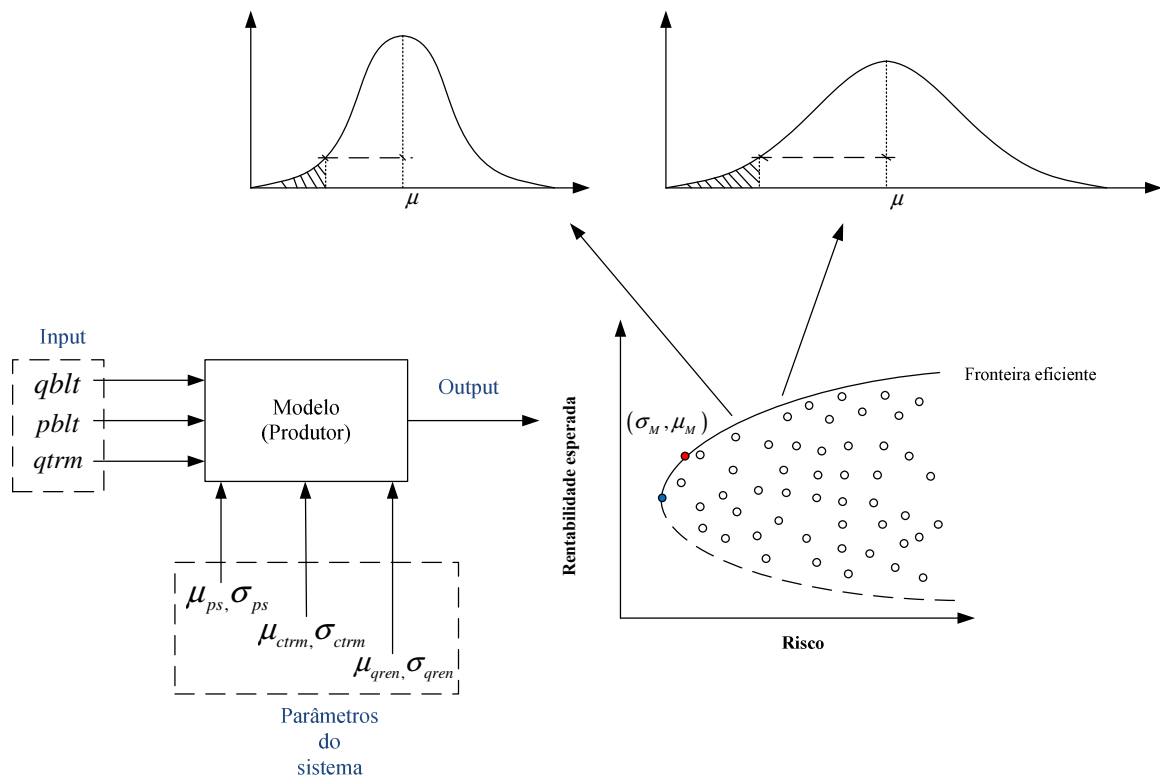 μ
μ
Input
qblt
pblt
qtrm
Modelo
(Produtor)
Output
μps, σps
μctrm, σctrm
μqren, σqren
Parâmetros
do
sistema
Rentabilidade esperada
(σM, μM)
Fronteira eficiente
Risco